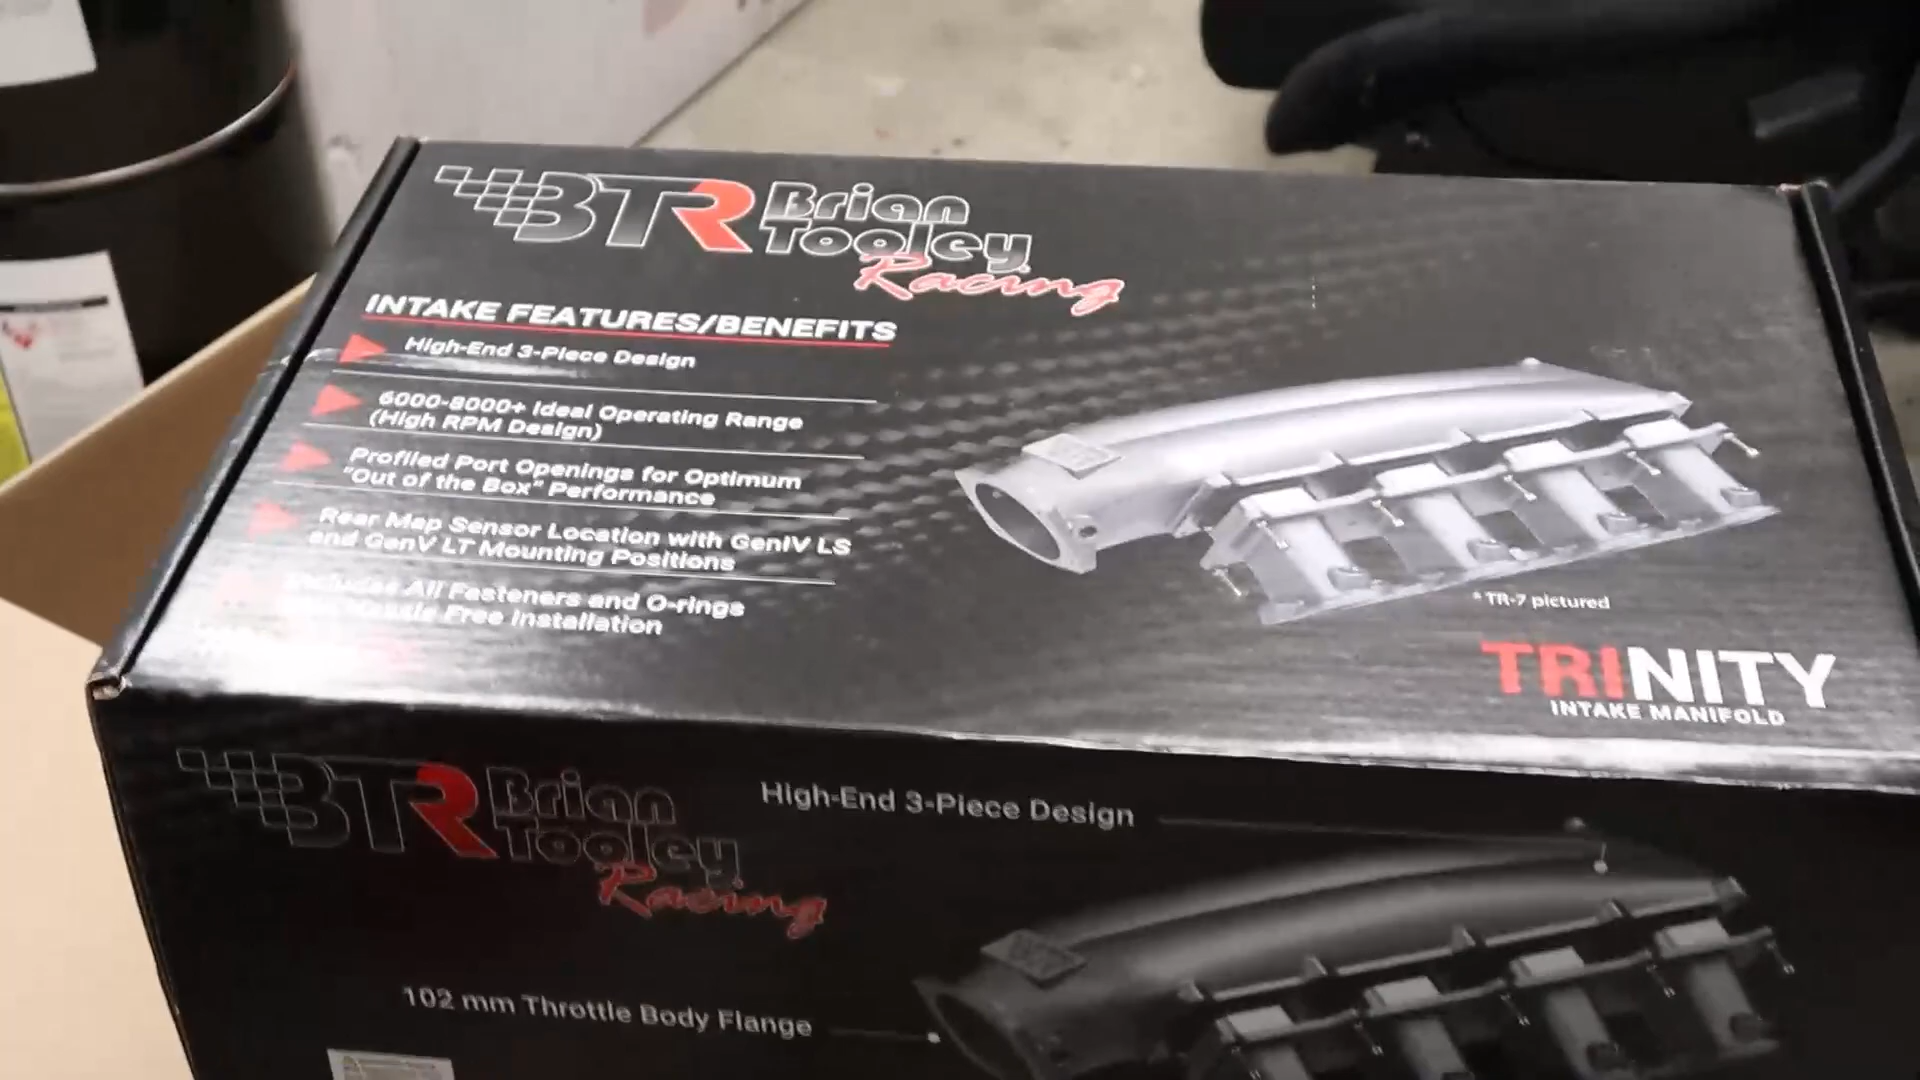 BTR Brian
Tooley
Racing
INTAKE FEATURES/BENEFITS
High-End 3-Piece Design
6000-8000+ Ideal Operating Range
(High RPM Design)
Profiled Port Openings for Optimum
"Out of the Box" Performance
Rear Map Sensor Location with GenIV LS
and GenV LT Mounting Positions
Includes All Fasteners and O-rings
Free Installation
* TR-7 pictured
TRINITY
INTAKE MANIFOLD
BTR Brian
Tooley
Racing
High-End 3-Piece Design
102 mm Throttle Body Flange